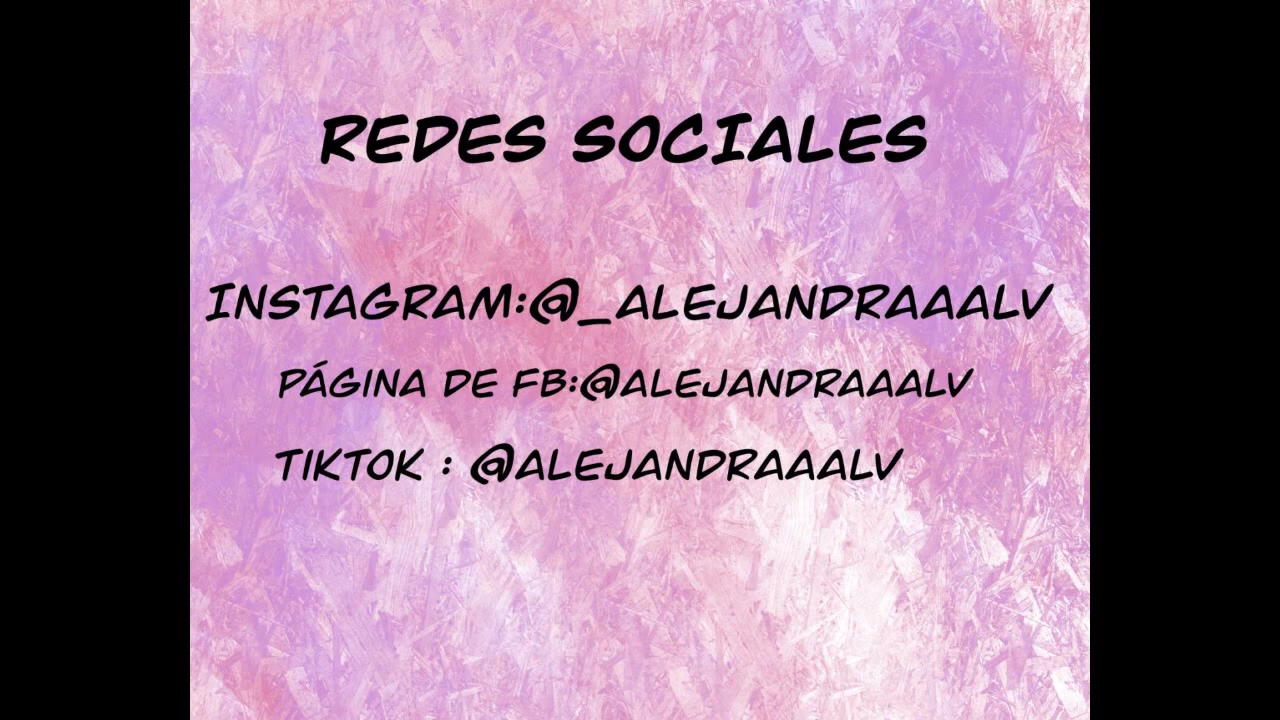 REDES SOCIALES
INSTAGRAM:@_ALEJANDRAAALV
PÁGINA DE FB:@ALEJANDRAAALV
TIKTOK : @ALEJANDRAAALV